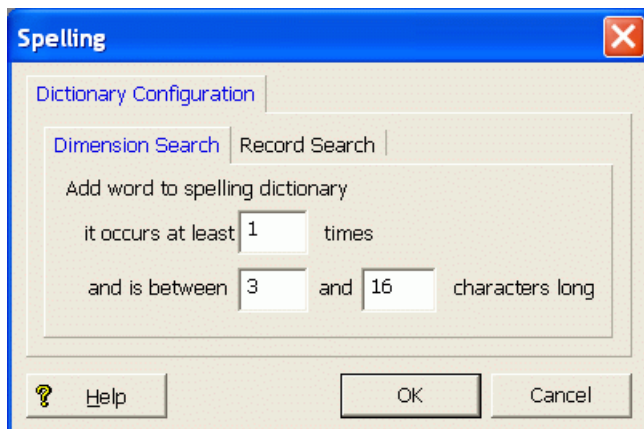 Spelling
Dictionary Configuration
Dimension Search Record Search
Add word to spelling dictionary
it occurs at least 1 times
and is between 3 and 16 characters long
? Help OK Cancel